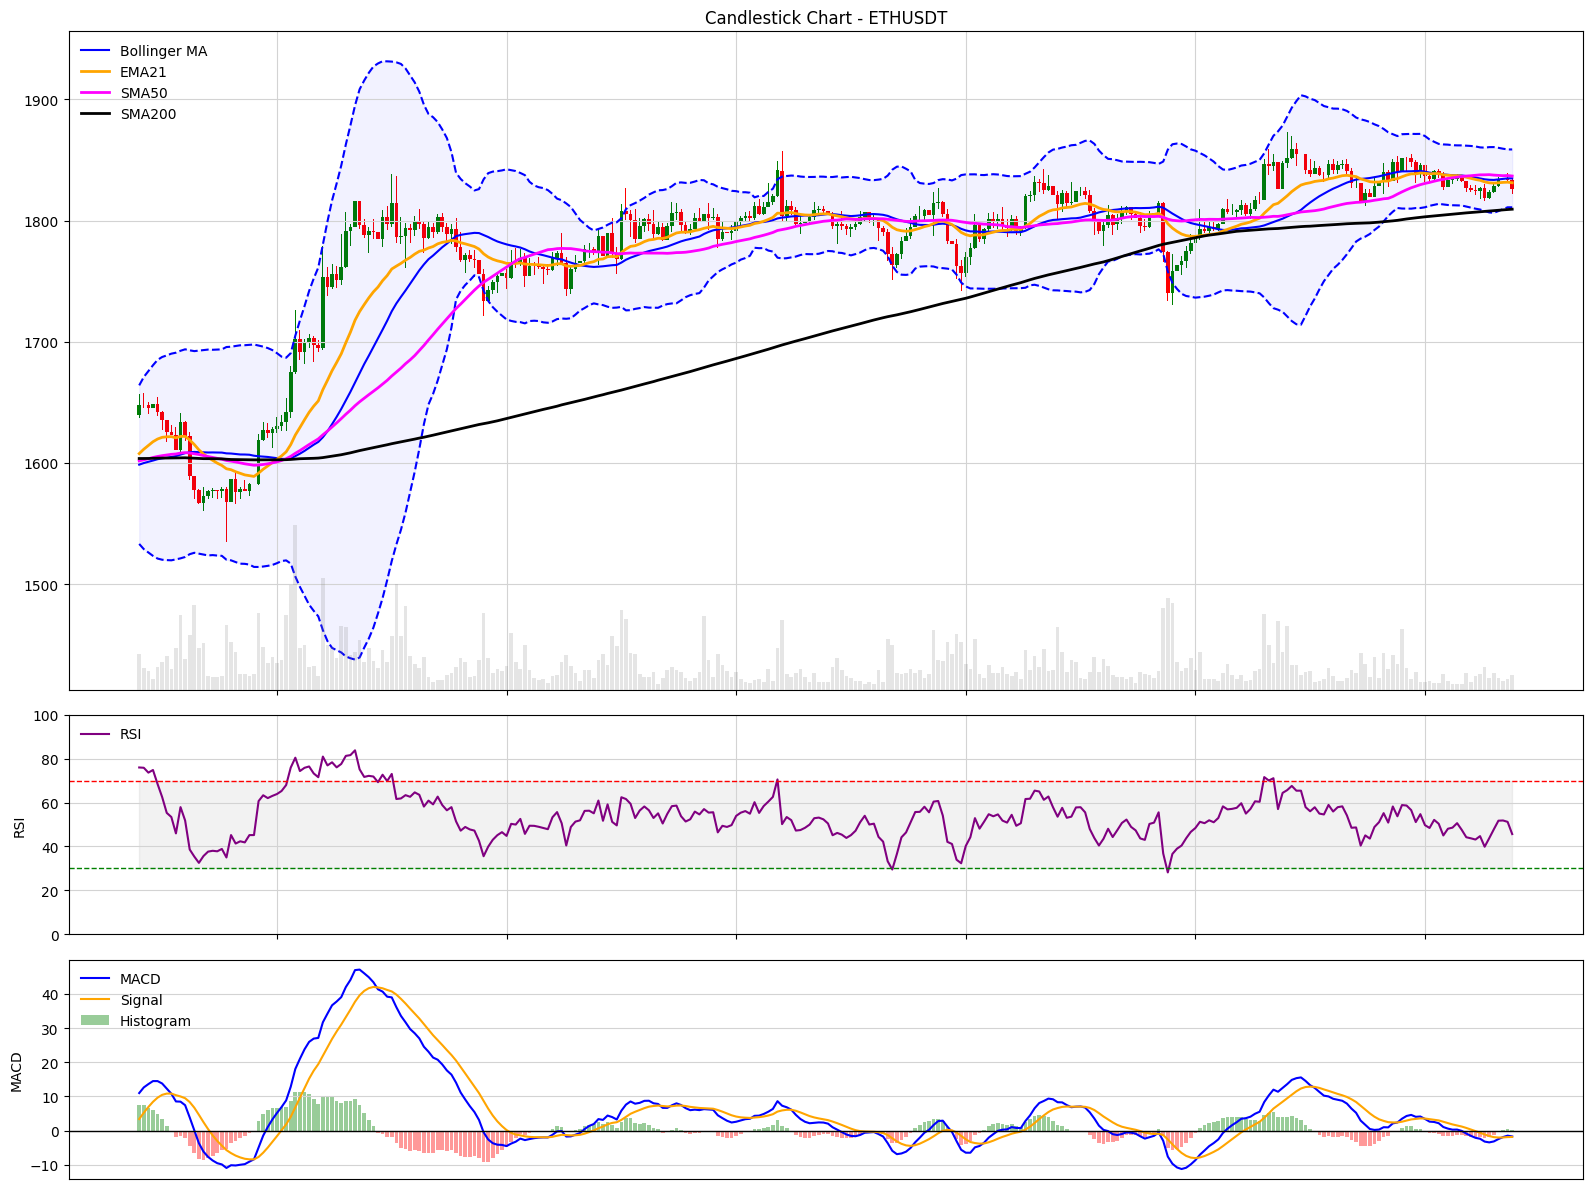 Candlestick Chart - ETHUSDT
Bollinger MA
EMA21
SMA50
SMA200
1900
1800
1700
1600
1500
RSI
100
80
60
40
20
0
RSI
MACD
Signal
Histogram
40
30
20
10
0
−10
MACD